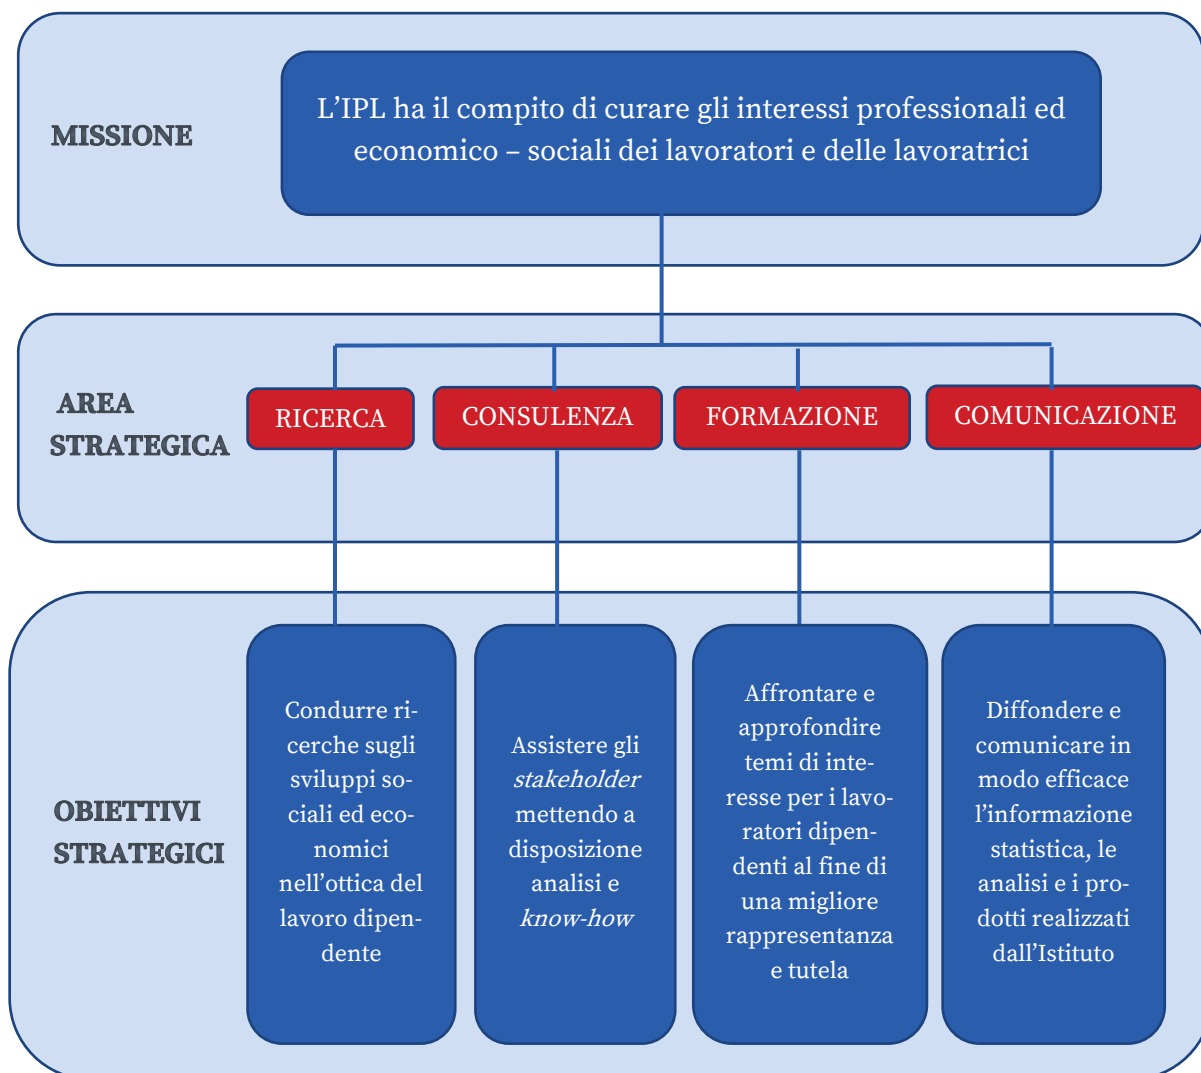 MISSIONE
L’IPL ha il compito di curare gli interessi professionali ed
economico – sociali dei lavoratori e delle lavoratrici
AREA
STRATEGICA
RICERCA
CONSULENZA
FORMAZIONE
COMUNICAZIONE
OBIETTIVI
STRATEGICI
Condurre ri-
cerche sugli
sviluppi so-
ciali ed eco-
nomici
nell’ottica del
lavoro dipen-
dente
Assistere gli
stakeholder
mettendo a
disposizione
analisi e
know-how
Affrontare e
approfondire
temi di inte-
resse per i lavo-
ratori dipen-
denti al fine di
una migliore
rappresentanza
e tutela
Diffondere e
comunicare in
modo efficace
l’informazione
statistica, le
analisi e i pro-
dotti realizzati
dall’Istituto